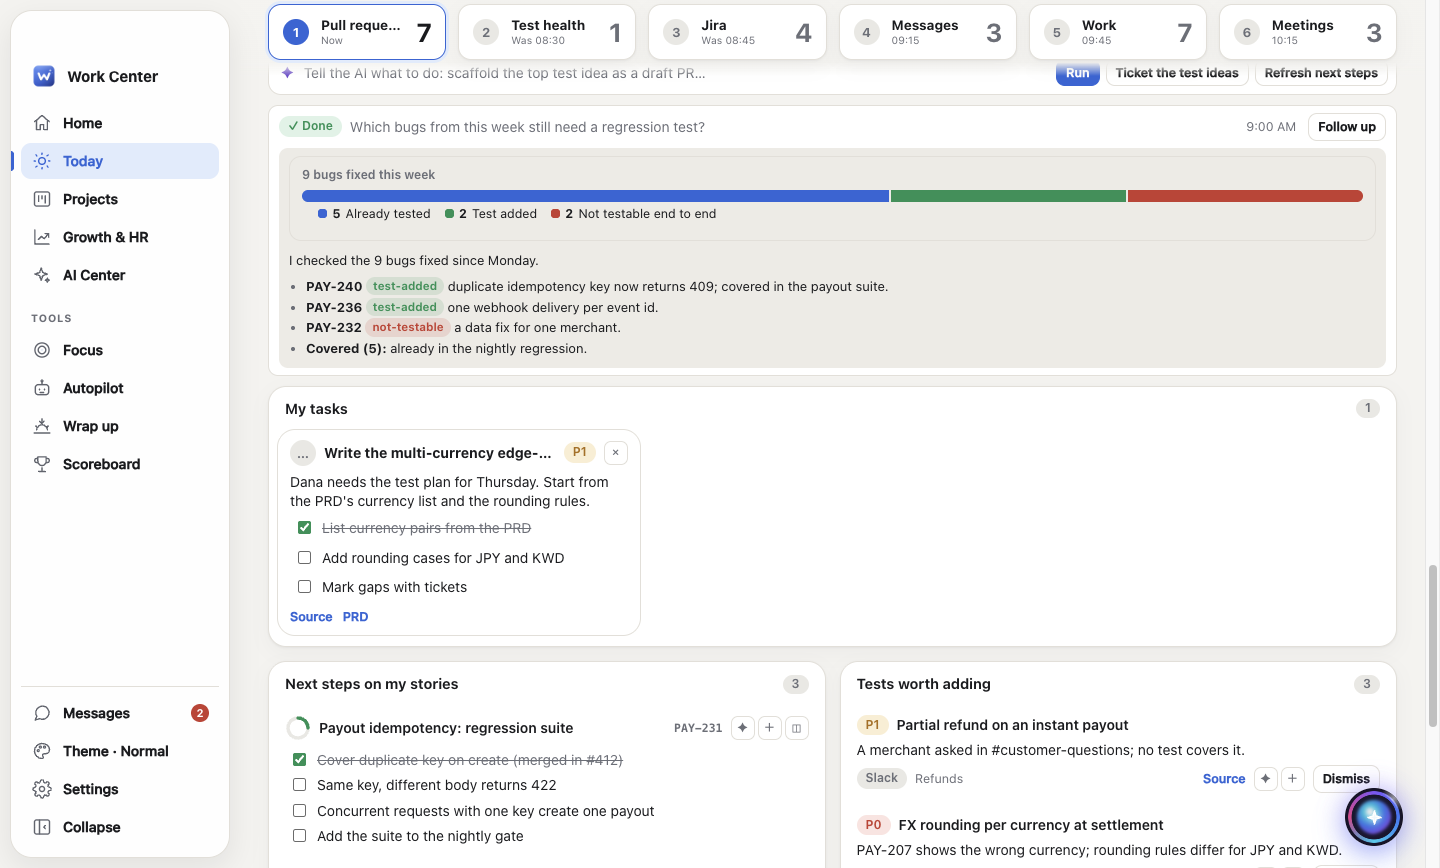 Work Center
Home
Today
Projects
Growth & HR
AI Center
TOOLS
Focus
Autopilot
Wrap up
Scoreboard
Messages 2
Theme · Normal
Settings
Collapse
1 Pull reque... Now 7
2 Test health Was 08:30 1
3 Jira Was 08:45 4
4 Messages 09:15 3
5 Work 09:45 7
6 Meetings 10:15 3
Tell the AI what to do: scaffold the top test idea as a draft PR...
Run
Ticket the test ideas
Refresh next steps
✓ Done Which bugs from this week still need a regression test? 9:00 AM Follow up
9 bugs fixed this week
5 Already tested 2 Test added 2 Not testable end to end
I checked the 9 bugs fixed since Monday.
• PAY-240 test-added duplicate idempotency key now returns 409; covered in the payout suite.
• PAY-236 test-added one webhook delivery per event id.
• PAY-232 not-testable a data fix for one merchant.
• Covered (5): already in the nightly regression.
My tasks 1
... Write the multi-currency edge-... P1 ×
Dana needs the test plan for Thursday. Start from
the PRD's currency list and the rounding rules.
List currency pairs from the PRD
Add rounding cases for JPY and KWD
Mark gaps with tickets
Source PRD
Next steps on my stories 3
Payout idempotency: regression suite PAY-231
Cover duplicate key on create (merged in #412)
Same key, different body returns 422
Concurrent requests with one key create one payout
Add the suite to the nightly gate
Tests worth adding 3
P1 Partial refund on an instant payout
A merchant asked in #customer-questions; no test covers it.
Slack Refunds Source Dismiss
P0 FX rounding per currency at settlement
PAY-207 shows the wrong currency; rounding rules differ for JPY and KWD.